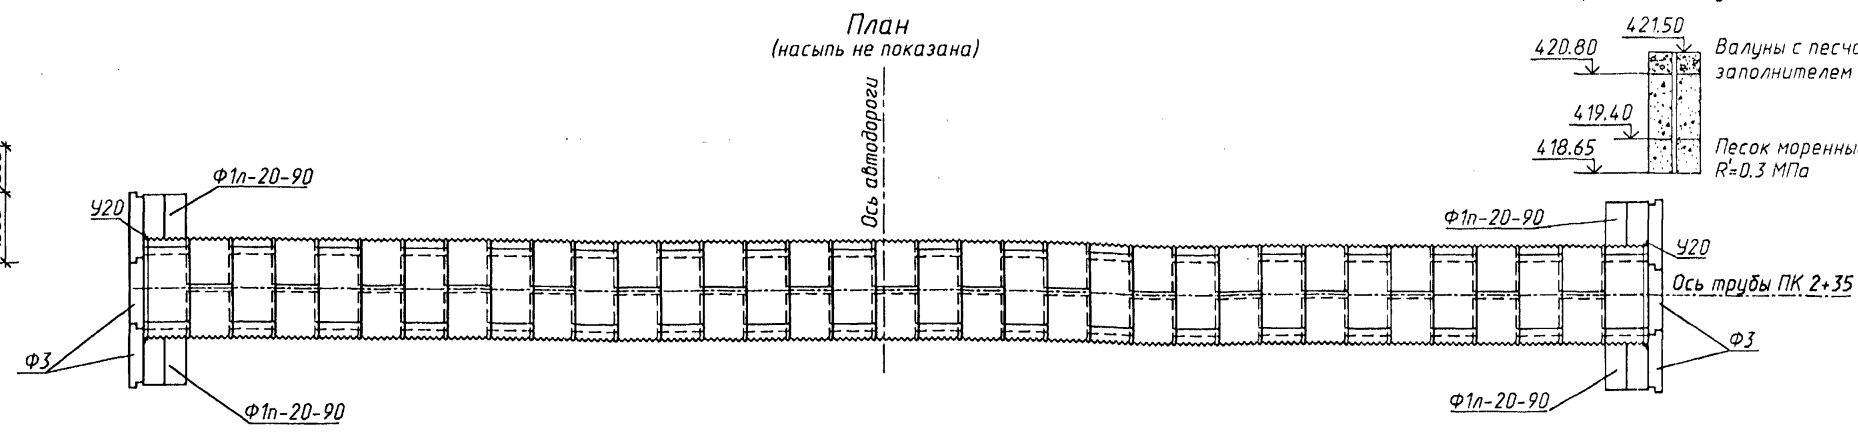 План
(насыпь не показана)
Ось автодороги
421.50
420.80
Валуны с песча
заполнителем
419.40
418.65
Песок моренны
R'=0.3 МПа
Ф1л-20-90
У20
Ф1п-20-90
У20
Ось трубы ПК 2+35
Ф3
Ф3
Ф1п-20-90
Ф1л-20-90